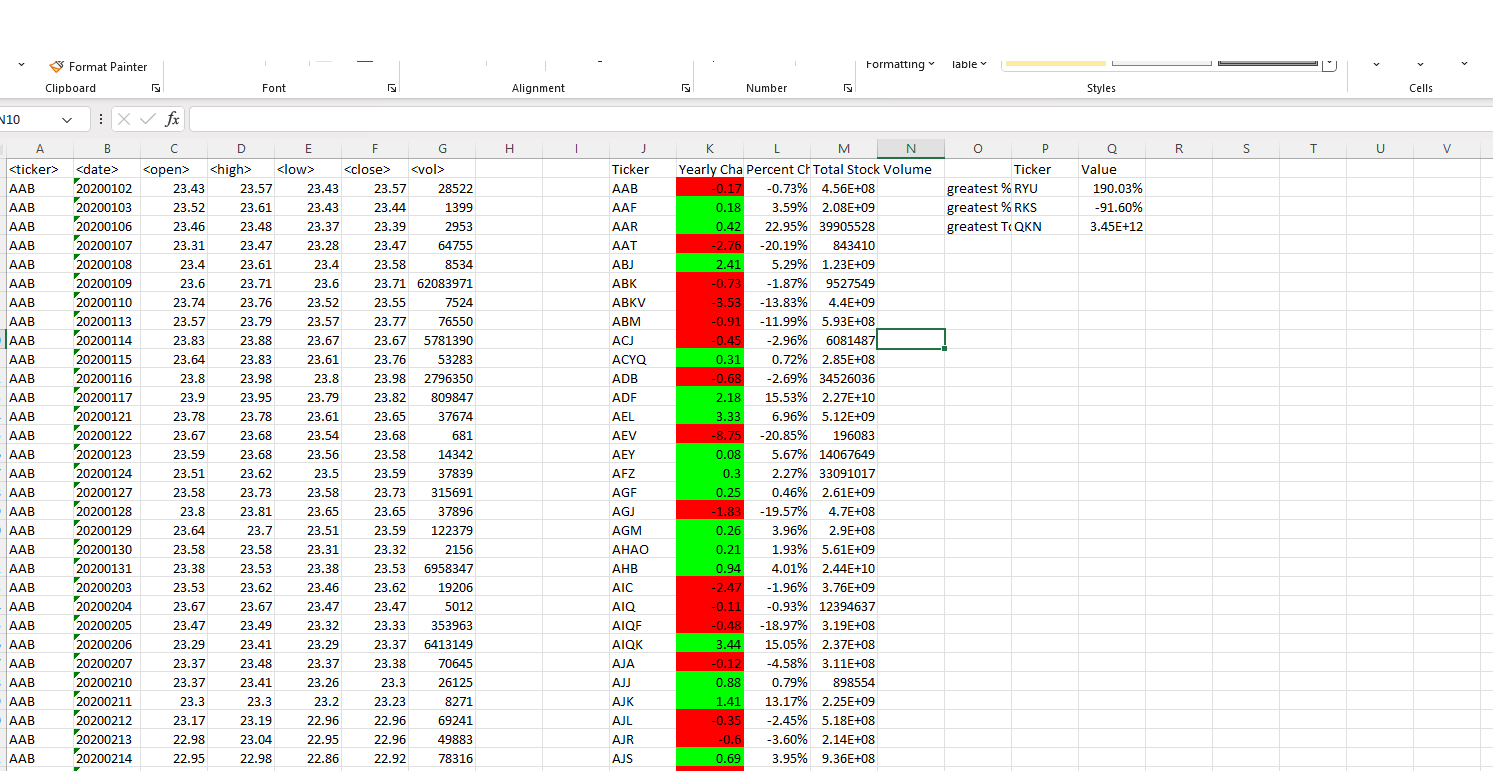 Format Painter Formatting Table
Clipboard Font Alignment Number Styles Cells
N10 fx
A B C D E F G H I J K L M N O P Q R S T U V
<ticker> <date> <open> <high> <low> <close> <vol> Ticker Yearly Cha Percent Ch Total Stock Volume Ticker Value
AAB 20200102 23.43 23.57 23.43 23.57 28522 AAB -0.17 -0.73% 4.56E+08 greatest % RYU 190.03%
AAB 20200103 23.52 23.61 23.43 23.44 1399 AAF 0.18 3.59% 2.08E+09 greatest % RKS -91.60%
AAB 20200106 23.46 23.48 23.37 23.39 2953 AAR 0.42 22.95% 39905528 greatest To QKN 3.45E+12
AAB 20200107 23.31 23.47 23.28 23.47 64755 AAT -2.76 -20.19% 843410
AAB 20200108 23.4 23.61 23.4 23.58 8534 ABJ 2.41 5.29% 1.23E+09
AAB 20200109 23.6 23.71 23.6 23.71 62083971 ABK -0.73 -1.87% 9527549
AAB 20200110 23.74 23.76 23.52 23.55 7524 ABKV -3.53 -13.83% 4.4E+09
AAB 20200113 23.57 23.79 23.57 23.77 76550 ABM -0.91 -11.99% 5.93E+08
AAB 20200114 23.83 23.88 23.67 23.67 5781390 ACJ -0.45 -2.96% 6081487
AAB 20200115 23.64 23.83 23.61 23.76 53283 ACYQ 0.31 0.72% 2.85E+08
AAB 20200116 23.8 23.98 23.8 23.98 2796350 ADB -0.68 -2.69% 34526036
AAB 20200117 23.9 23.95 23.79 23.82 809847 ADF 2.18 15.53% 2.27E+10
AAB 20200121 23.78 23.78 23.61 23.65 37674 AEL 3.33 6.96% 5.12E+09
AAB 20200122 23.67 23.68 23.54 23.68 681 AEV -8.75 -20.85% 196083
AAB 20200123 23.59 23.68 23.56 23.58 14342 AEY 0.08 5.67% 14067649
AAB 20200124 23.51 23.62 23.5 23.59 37839 AFZ 0.3 2.27% 33091017
AAB 20200127 23.58 23.73 23.58 23.73 315691 AGF 0.25 0.46% 2.61E+09
AAB 20200128 23.8 23.81 23.65 23.65 37896 AGJ -1.83 -19.57% 4.7E+08
AAB 20200129 23.64 23.7 23.51 23.59 122379 AGM 0.26 3.96% 2.9E+08
AAB 20200130 23.58 23.58 23.31 23.32 2156 AHAO 0.21 1.93% 5.61E+09
AAB 20200131 23.38 23.53 23.38 23.53 6958347 AHB 0.94 4.01% 2.44E+10
AAB 20200203 23.53 23.62 23.46 23.62 19206 AIC -2.47 -1.96% 3.76E+09
AAB 20200204 23.67 23.67 23.47 23.47 5012 AIQ -0.11 -0.93% 12394637
AAB 20200205 23.47 23.49 23.32 23.33 353963 AIQF -0.48 -18.97% 3.19E+08
AAB 20200206 23.29 23.41 23.29 23.37 6413149 AIQK 3.44 15.05% 2.37E+08
AAB 20200207 23.37 23.48 23.37 23.38 70645 AJA -0.12 -4.58% 3.11E+08
AAB 20200210 23.37 23.41 23.26 23.3 26125 AJJ 0.88 0.79% 898554
AAB 20200211 23.3 23.3 23.2 23.23 8271 AJK 1.41 13.17% 2.25E+09
AAB 20200212 23.17 23.19 22.96 22.96 69241 AJL -0.35 -2.45% 5.18E+08
AAB 20200213 22.98 23.04 22.95 22.96 49883 AJR -0.6 -3.60% 2.14E+08
AAB 20200214 22.95 22.98 22.86 22.92 78316 AJS 0.69 3.95% 9.36E+08